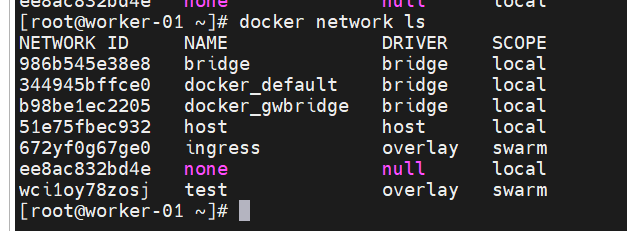 ee8ac832bd4e   none              null      local
[root@worker-01 ~]# docker network ls
NETWORK ID     NAME              DRIVER    SCOPE
986b545e38e8   bridge            bridge    local
344945bffce0   docker_default    bridge    local
b98be1ec2205   docker_gwbridge   bridge    local
51e75fbec932   host              host      local
672yf0g67ge0   ingress           overlay   swarm
ee8ac832bd4e   none              null      local
wci1oy78zosj   test              overlay   swarm
[root@worker-01 ~]#